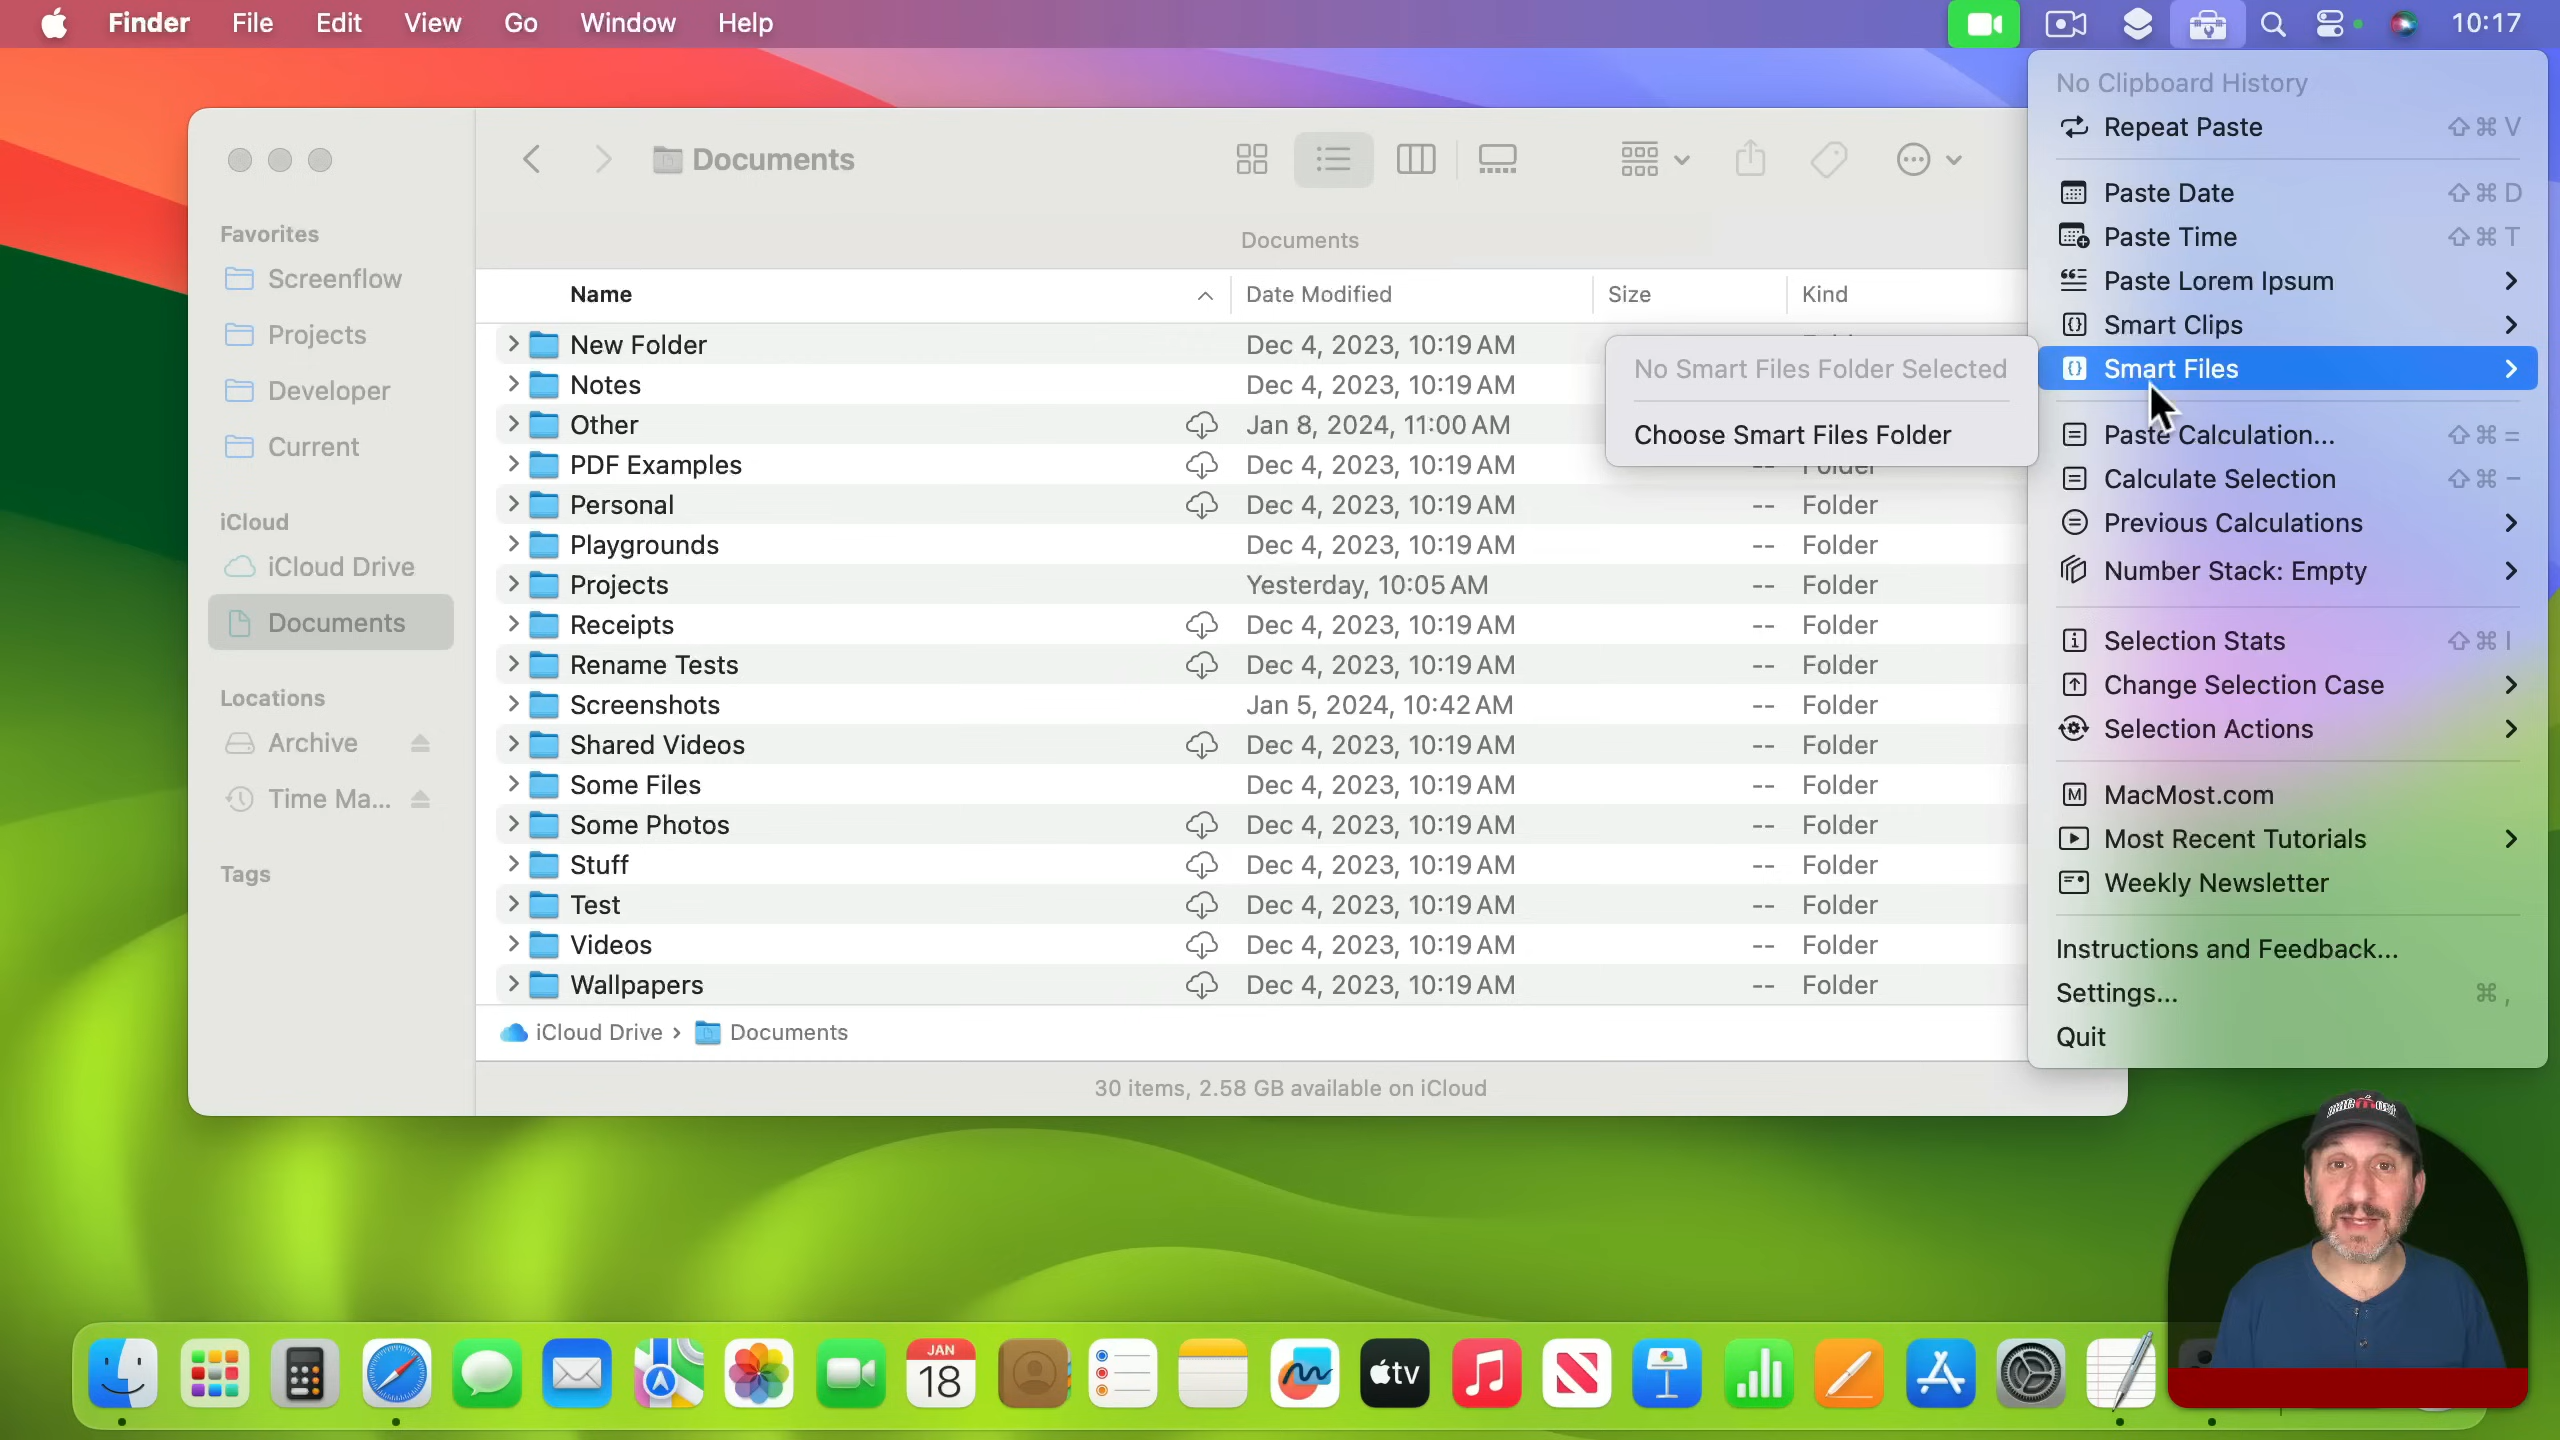 Finder File Edit View Go Window Help 10:17
Documents
Documents
Favorites
Screenflow
Projects
Developer
Current
iCloud
iCloud Drive
Documents
Locations
Archive
Time Ma...
Tags
Name Date Modified Size Kind
New Folder Dec 4, 2023, 10:19 AM
Notes Dec 4, 2023, 10:19 AM
Other Jan 8, 2024, 11:00 AM
PDF Examples Dec 4, 2023, 10:19 AM -- Folder
Personal Dec 4, 2023, 10:19 AM -- Folder
Playgrounds Dec 4, 2023, 10:19 AM -- Folder
Projects Yesterday, 10:05 AM -- Folder
Receipts Dec 4, 2023, 10:19 AM -- Folder
Rename Tests Dec 4, 2023, 10:19 AM -- Folder
Screenshots Jan 5, 2024, 10:42 AM -- Folder
Shared Videos Dec 4, 2023, 10:19 AM -- Folder
Some Files Dec 4, 2023, 10:19 AM -- Folder
Some Photos Dec 4, 2023, 10:19 AM -- Folder
Stuff Dec 4, 2023, 10:19 AM -- Folder
Test Dec 4, 2023, 10:19 AM -- Folder
Videos Dec 4, 2023, 10:19 AM -- Folder
Wallpapers Dec 4, 2023, 10:19 AM -- Folder
iCloud Drive › Documents
30 items, 2.58 GB available on iCloud
No Smart Files Folder Selected
Choose Smart Files Folder
No Clipboard History
Repeat Paste ⇧⌘V
Paste Date ⇧⌘D
Paste Time ⇧⌘T
Paste Lorem Ipsum
Smart Clips
Smart Files
Paste Calculation... ⇧⌘=
Calculate Selection ⇧⌘−
Previous Calculations
Number Stack: Empty
Selection Stats ⇧⌘I
Change Selection Case
Selection Actions
MacMost.com
Most Recent Tutorials
Weekly Newsletter
Instructions and Feedback...
Settings... ⌘,
Quit
macmost
JAN
18
tv